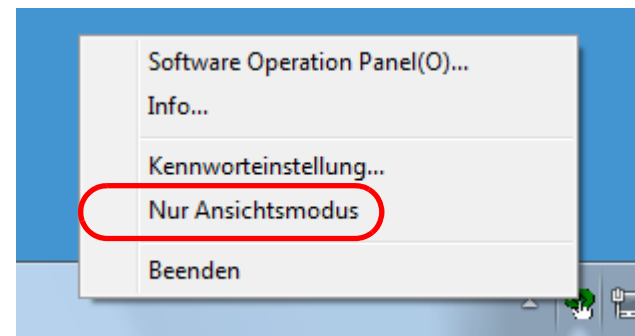 Software Operation Panel(O)...
Info...
Kennworteinstellung...
Nur Ansichtsmodus
Beenden